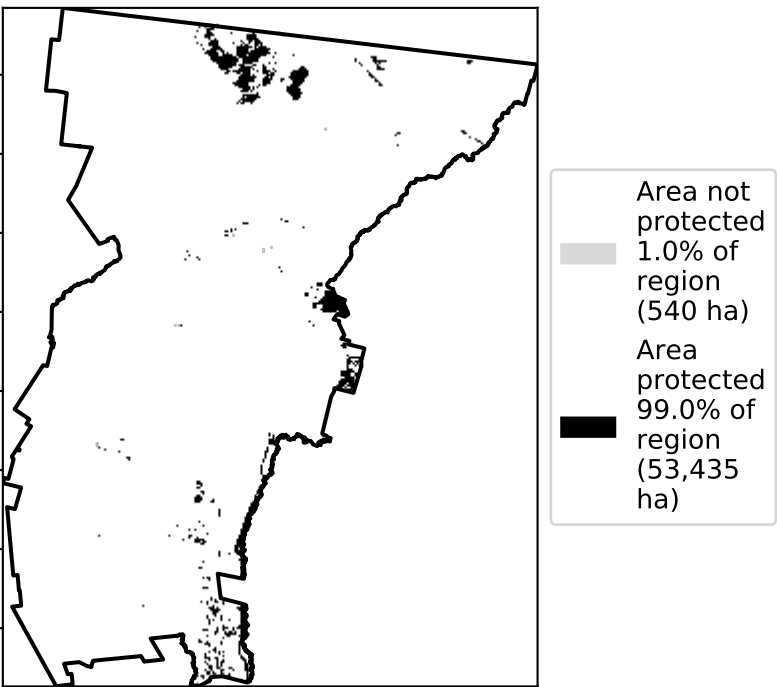 Area not
protected
1.0% of
region
(540 ha)
Area
protected
99.0% of
region
(53,435
ha)